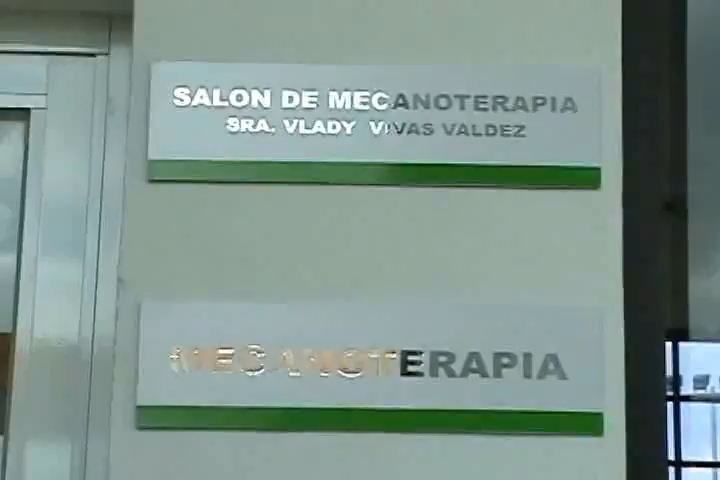 SALON DE MECANOTERAPIA
SRA. VLADY VIVAS VALDEZ
MECANOTERAPIA